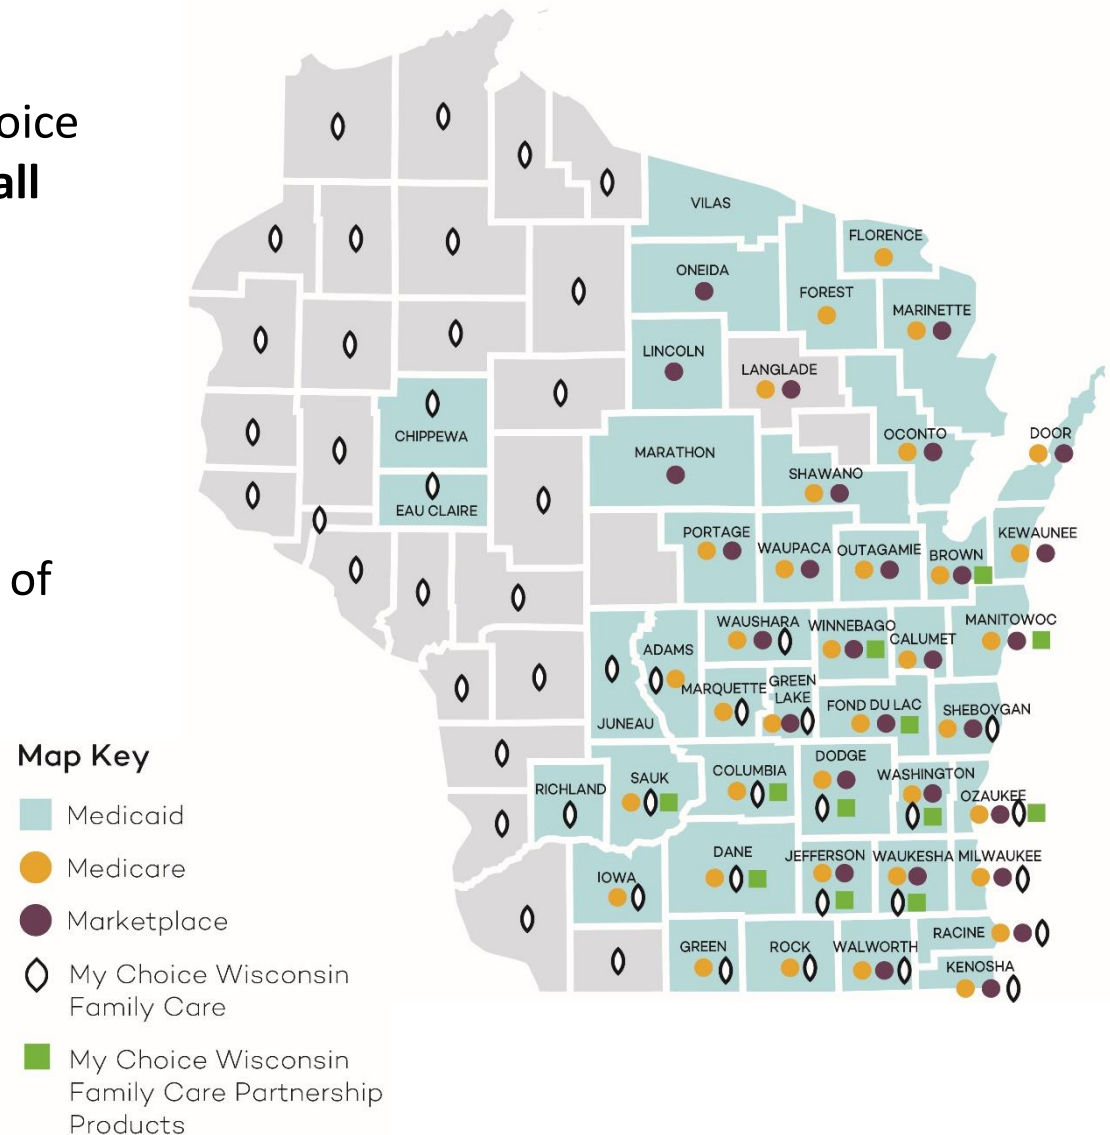 oice
all
of
VILAS
FLORENCE
ONEIDA
FOREST
MARINETTE
LINCOLN
LANGLADE
CHIPPEWA
OCONTO
DOOR
MARATHON
SHAWANO
EAU CLAIRE
PORTAGE
WAUPACA
OUTAGAMIE
BROWN
KEWAUNEE
WAUSHARA
WINNEBAGO
MANITOWOC
CALUMET
ADAMS
MARQUETTE
GREEN
LAKE
FOND DU LAC
SHEBOYGAN
JUNEAU
DODGE
RICHLAND
SAUK
COLUMBIA
WASHINGTON
OZAUKEE
DANE
JEFFERSON
WAUKESHA
MILWAUKEE
IOWA
RACINE
GREEN
ROCK
WALWORTH
KENOSHA
Map Key
Medicaid
Medicare
Marketplace
My Choice Wisconsin
Family Care
My Choice Wisconsin
Family Care Partnership
Products